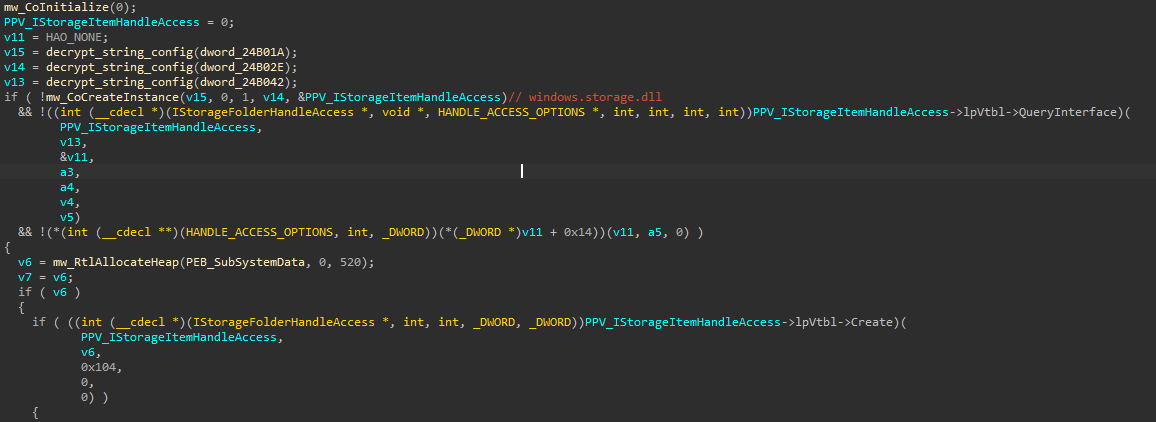 mw_CoInitialize(0);
PPV_IStorageItemHandleAccess = 0;
v11 = HAO_NONE;
v15 = decrypt_string_config(dword_24B01A);
v14 = decrypt_string_config(dword_24B02E);
v13 = decrypt_string_config(dword_24B042);
if ( !mw_CoCreateInstance(v15, 0, 1, v14, &PPV_IStorageItemHandleAccess)// windows.storage.dll
&& !((int (__cdecl *)(IStorageFolderHandleAccess *, void *, HANDLE_ACCESS_OPTIONS *, int, int, int, int))PPV_IStorageItemHandleAccess->lpVtbl->QueryInterface)(
PPV_IStorageItemHandleAccess,
v13,
&v11,
a3,
a4,
v4,
v5)
&& !(*(int (__cdecl **)(HANDLE_ACCESS_OPTIONS, int, _DWORD))(*(_DWORD *)v11 + 0x14))(v11, a5, 0) )
{
v6 = mw_RtlAllocateHeap(PEB_SubSystemData, 0, 520);
v7 = v6;
if ( v6 )
{
if ( ((int (__cdecl *)(IStorageFolderHandleAccess *, int, int, _DWORD, _DWORD))PPV_IStorageItemHandleAccess->lpVtbl->Create)(
PPV_IStorageItemHandleAccess,
v6,
0x104,
0,
0) )
{